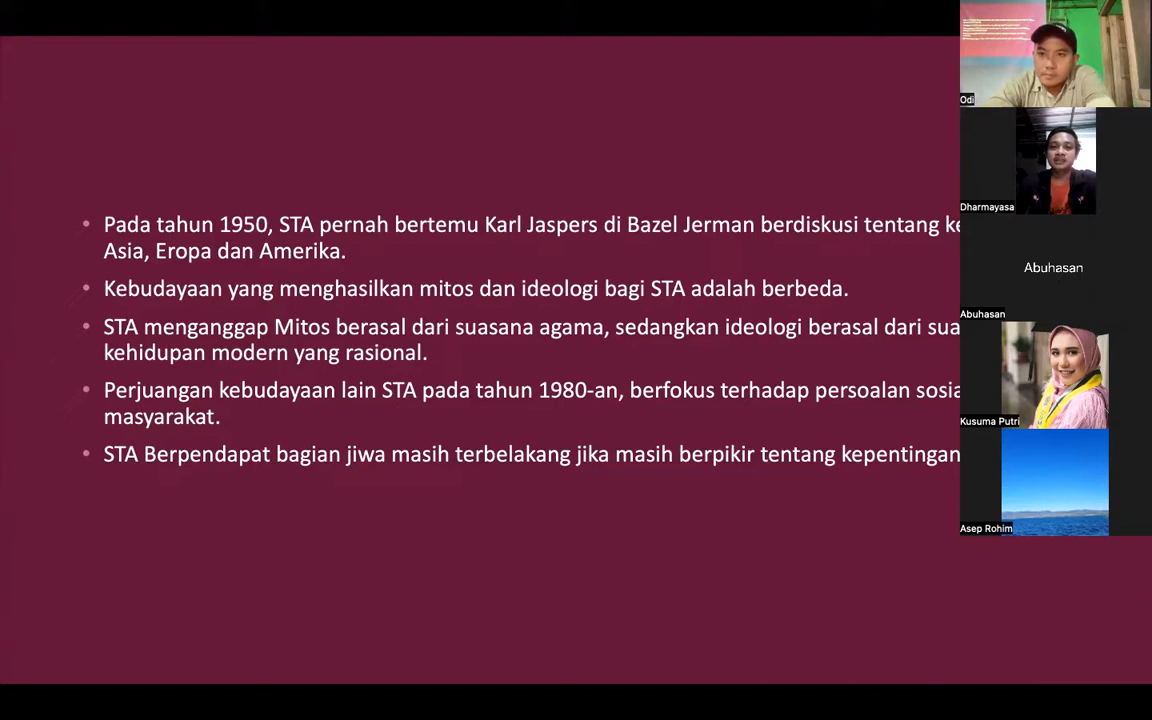 • Pada tahun 1950, STA pernah bertemu Karl Jaspers di Bazel Jerman berdiskusi tentang
Asia, Eropa dan Amerika.
• Kebudayaan yang menghasilkan mitos dan ideologi bagi STA adalah berbeda.
• STA menganggap Mitos berasal dari suasana agama, sedangkan ideologi berasal dari
kehidupan modern yang rasional.
• Perjuangan kebudayaan lain STA pada tahun 1980-an, berfokus terhadap persoalan
masyarakat.
• STA Berpendapat bagian jiwa masih terbelakang jika masih berpikir tentang kepentingan
Odi
Dharmayasa
Abuhasan
Abuhasan
Kusuma Putri
Asep Rohim